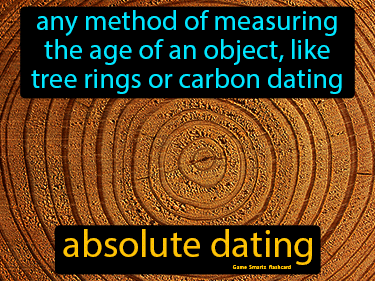 any method of measuring
the age of an object, like
tree rings or carbon dating
absolute dating
Game Smartz flashcard